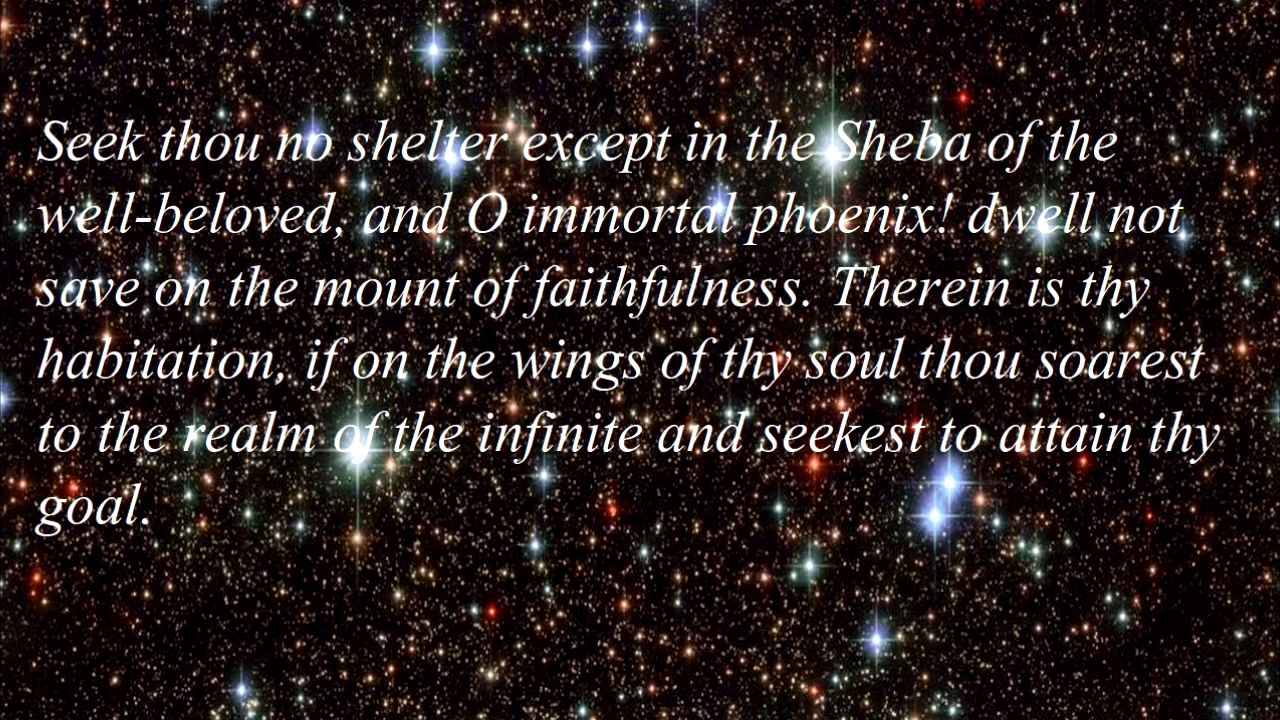 Seek thou no shelter except in the Sheba of the
well-beloved, and O immortal phoenix! dwell not
save on the mount of faithfulness. Therein is thy
habitation, if on the wings of thy soul thou soarest
to the realm of the infinite and seekest to attain thy
goal.